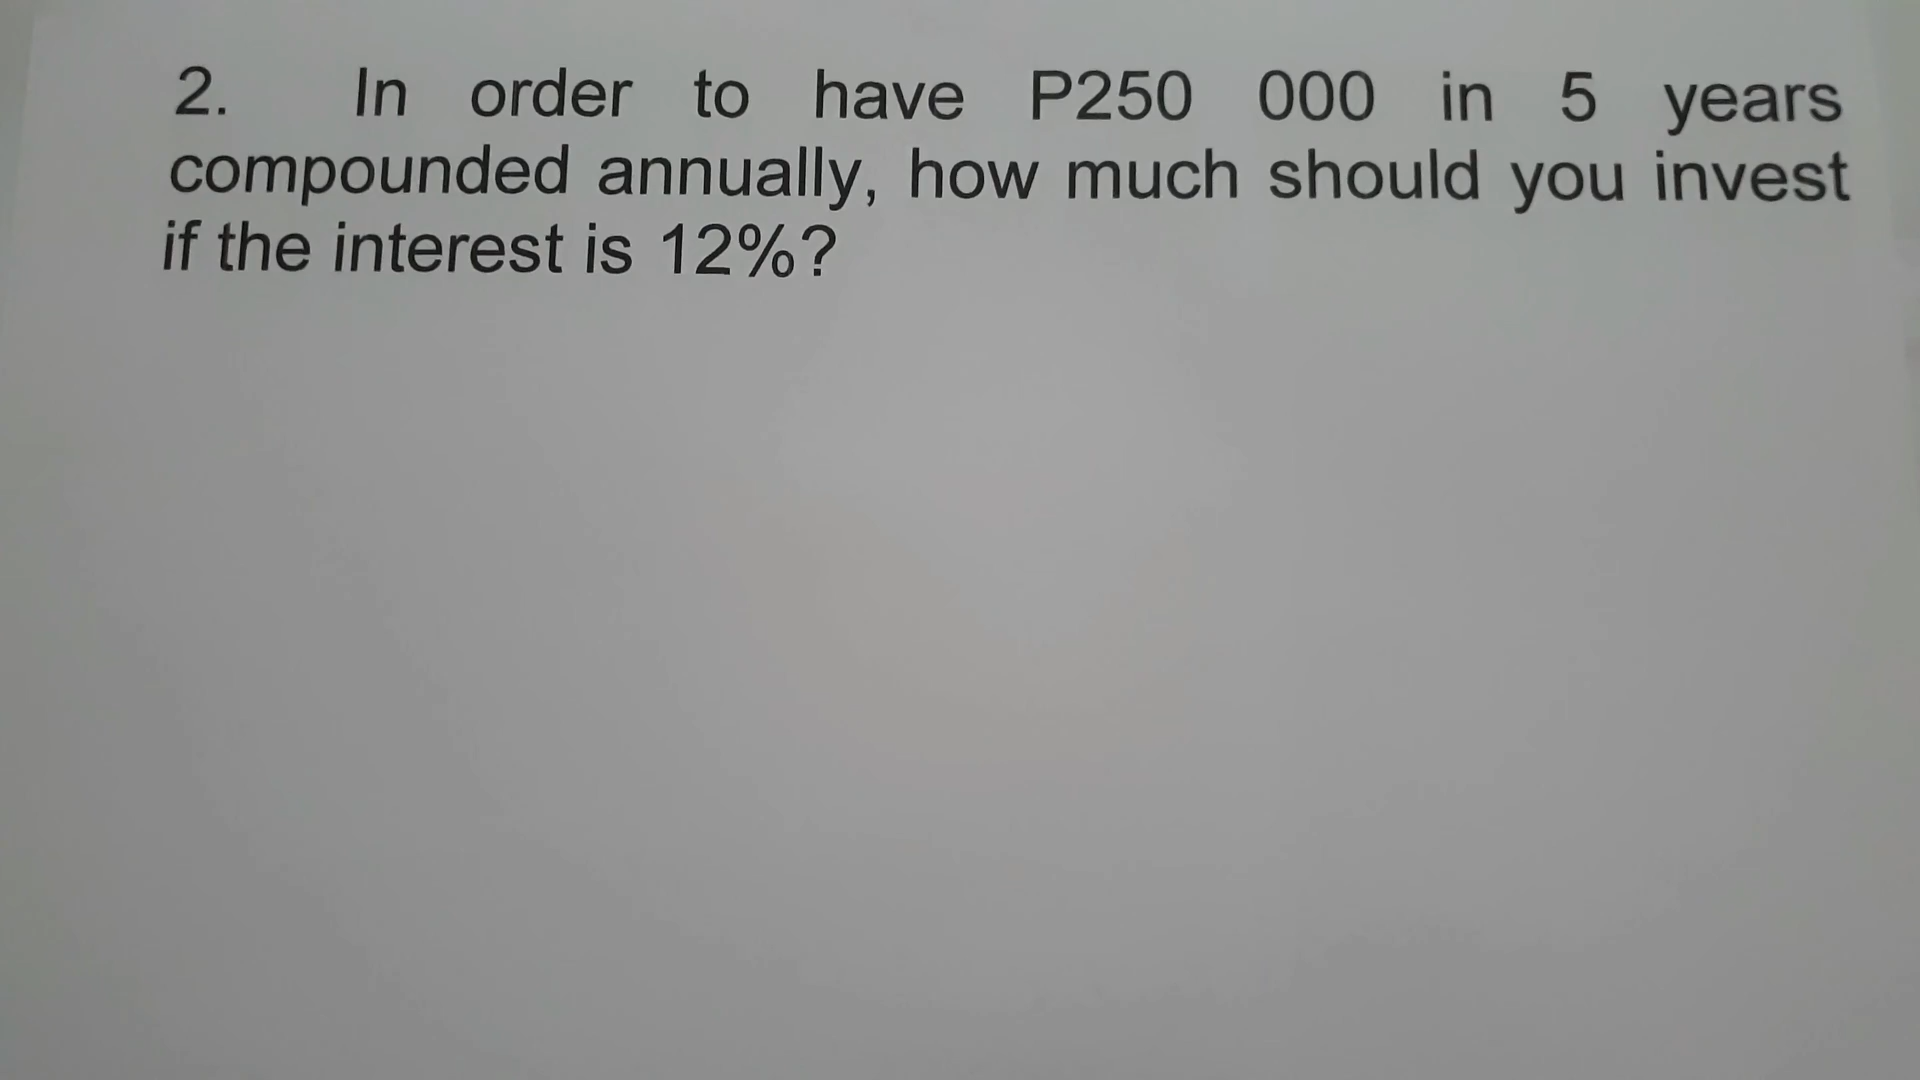 2. In order to have P250 000 in 5 years
compounded annually, how much should you invest
if the interest is 12%?